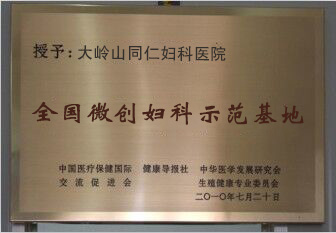 授予：大岭山同仁妇科医院
全国微创妇科示范基地
中国医疗保健国际 健康导报社 中华医学发展研究会
交流促进会 生殖健康专业委员会
二〇一〇年七月二十日